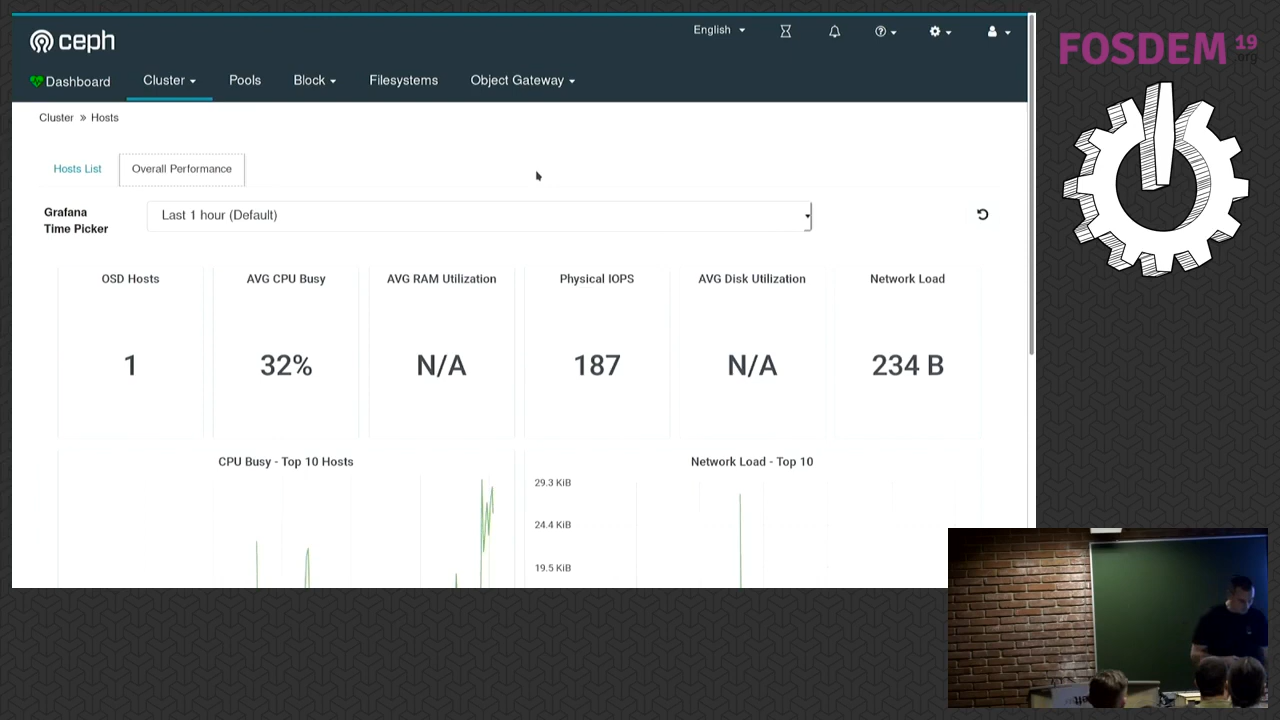 ceph
English
Dashboard
Cluster
Pools
Block
Filesystems
Object Gateway
Cluster » Hosts
Hosts List
Overall Performance
Grafana
Time Picker
Last 1 hour (Default)
OSD Hosts
AVG CPU Busy
AVG RAM Utilization
Physical IOPS
AVG Disk Utilization
Network Load
1
32%
N/A
187
N/A
234 B
CPU Busy - Top 10 Hosts
Network Load - Top 10
29.3 KiB
24.4 KiB
19.5 KiB
FOSDEM 19
.org